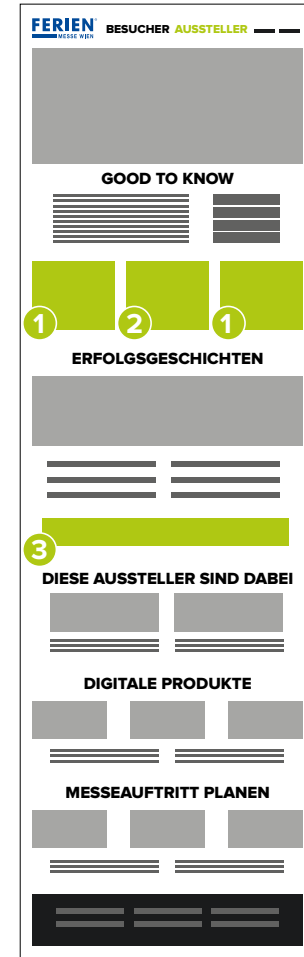 FERIEN
MESSE WIEN
BESUCHER AUSSTELLER
GOOD TO KNOW
1 2 1
ERFOLGSGESCHICHTEN
3
DIESE AUSSTELLER SIND DABEI
DIGITALE PRODUKTE
MESSEAUFTRITT PLANEN